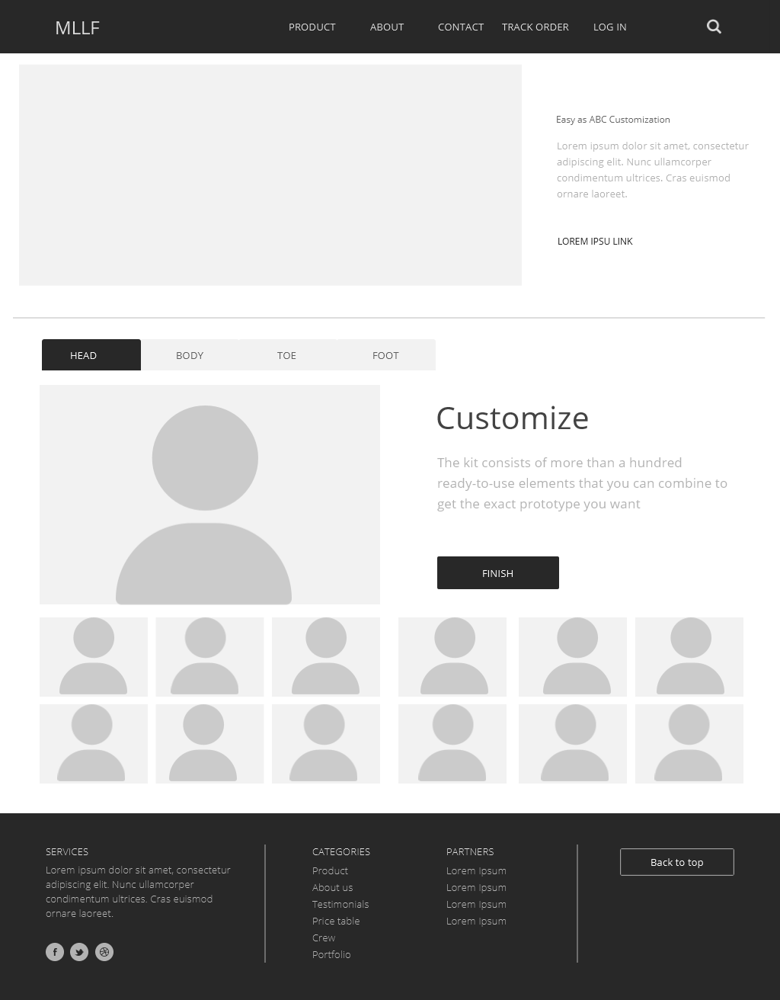 MLLF
PRODUCT
ABOUT
CONTACT
TRACK ORDER
LOG IN
Easy as ABC Customization
Lorem ipsum dolor sit amet, consectetur
adipiscing elit. Nunc ullamcorper
condimentum ultrices. Cras euismod
ornare laoreet.
LOREM IPSU LINK
HEAD
BODY
TOE
FOOT
Customize
The kit consists of more than a hundred
ready-to-use elements that you can combine to
get the exact prototype you want
FINISH
SERVICES
Lorem ipsum dolor sit amet, consectetur
adipiscing elit. Nunc ullamcorper
condimentum ultrices. Cras euismod
ornare laoreet.
CATEGORIES
Product
About us
Testimonials
Price table
Crew
Portfolio
PARTNERS
Lorem Ipsum
Lorem Ipsum
Lorem Ipsum
Lorem Ipsum
Back to top